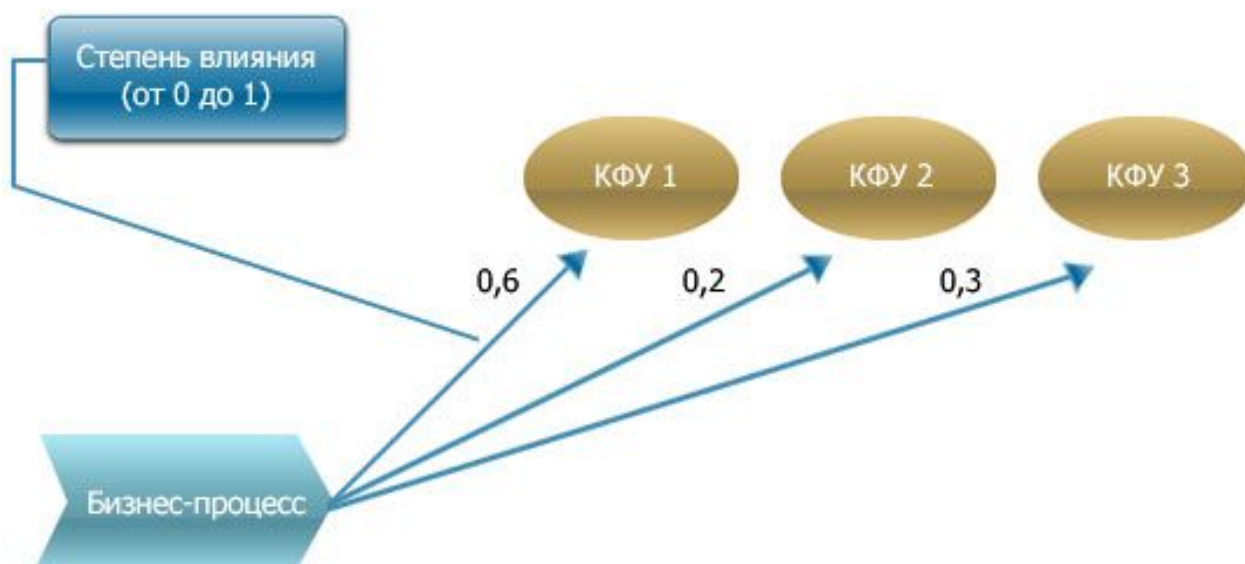 Степень влияния
(от 0 до 1)
КФУ 1
КФУ 2
КФУ 3
0,6
0,2
0,3
Бизнес-процесс